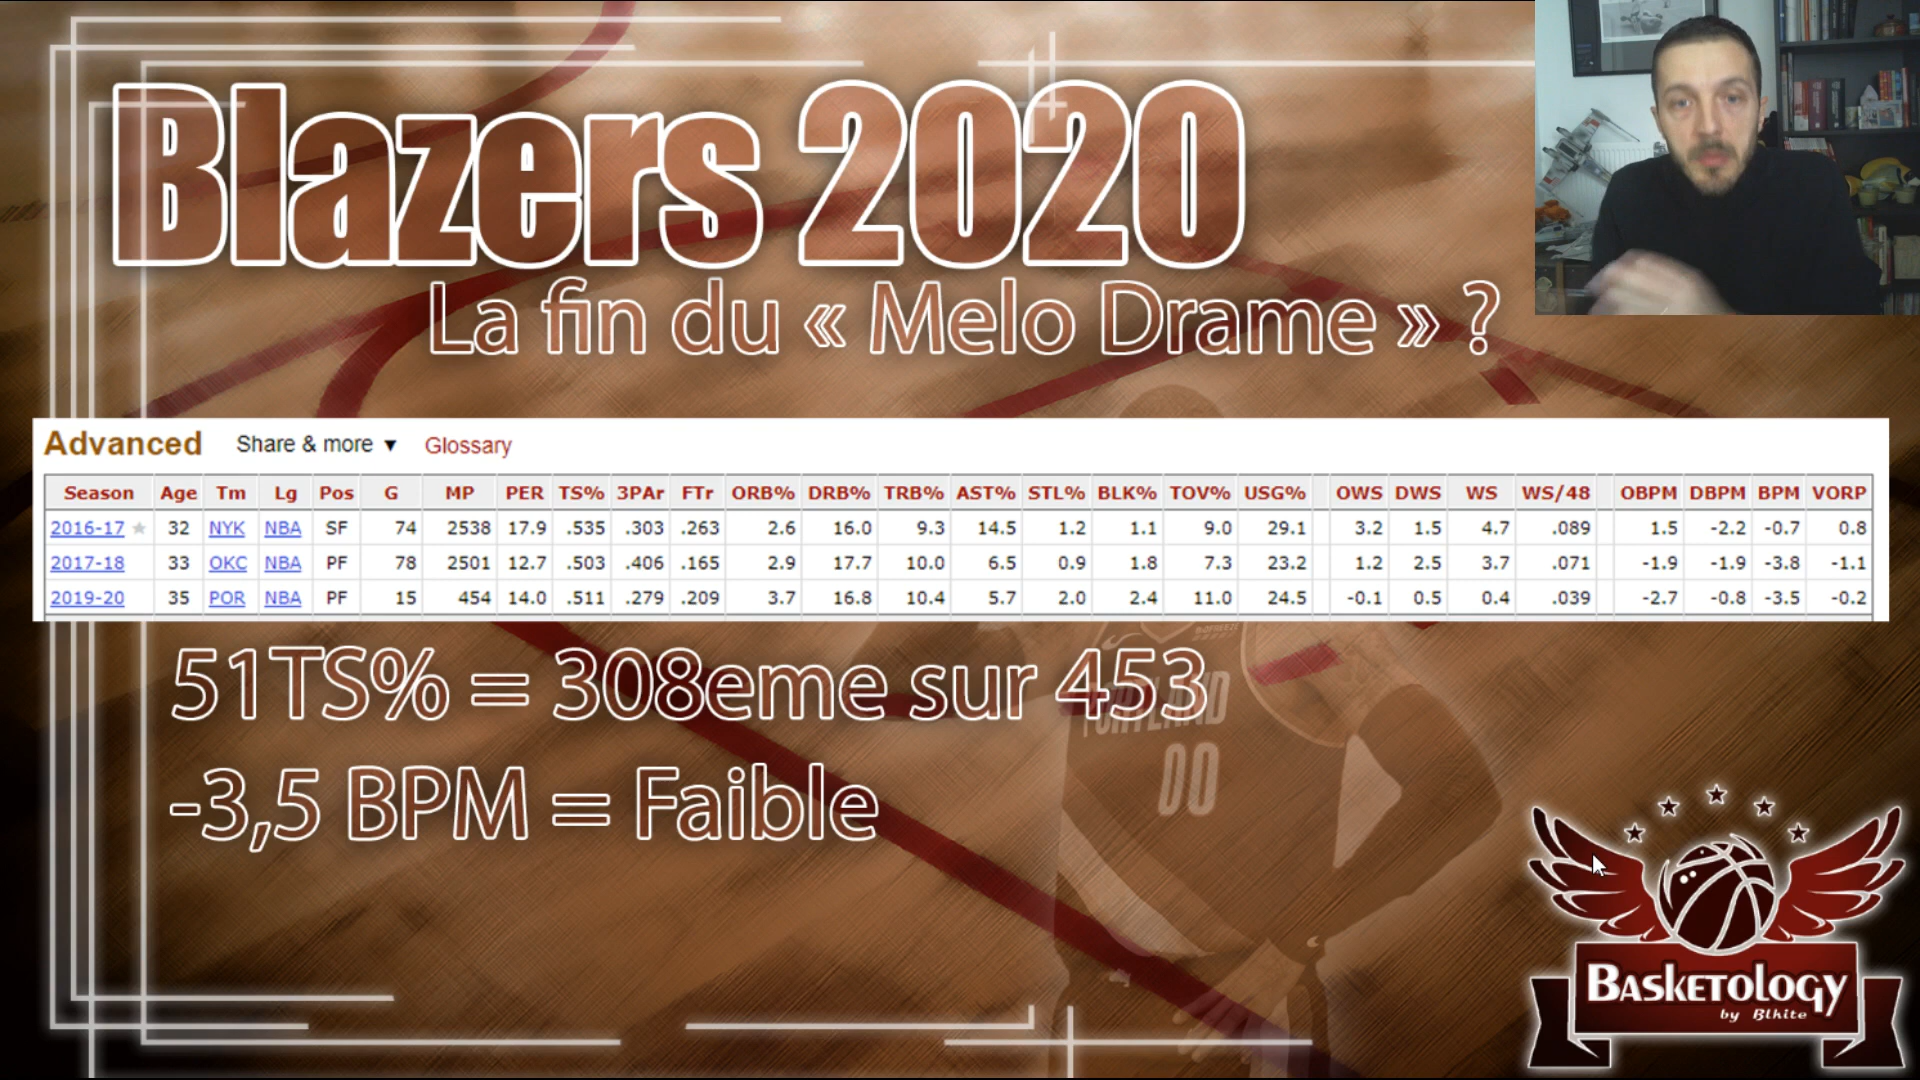 Blazers 2020
La fin du « Melo Drame » ?
Advanced Share & more ▼ Glossary
Season Age Tm Lg Pos G MP PER TS% 3PAr FTr ORB% DRB% TRB% AST% STL% BLK% TOV% USG% OWS DWS WS WS/48 OBPM DBPM BPM VORP
2016-17 ★ 32 NYK NBA SF 74 2538 17.9 .535 .303 .263 2.6 16.0 9.3 14.5 1.2 1.1 9.0 29.1 3.2 1.5 4.7 .089 1.5 -2.2 -0.7 0.8
2017-18 33 OKC NBA PF 78 2501 12.7 .503 .406 .165 2.9 17.7 10.0 6.5 0.9 1.8 7.3 23.2 1.2 2.5 3.7 .071 -1.9 -1.9 -3.8 -1.1
2019-20 35 POR NBA PF 15 454 14.0 .511 .279 .209 3.7 16.8 10.4 5.7 2.0 2.4 11.0 24.5 -0.1 0.5 0.4 .039 -2.7 -0.8 -3.5 -0.2
51TS% = 308eme sur 453
PORTLAND
00
-3,5 BPM = Faible
Basketology
by Blkite